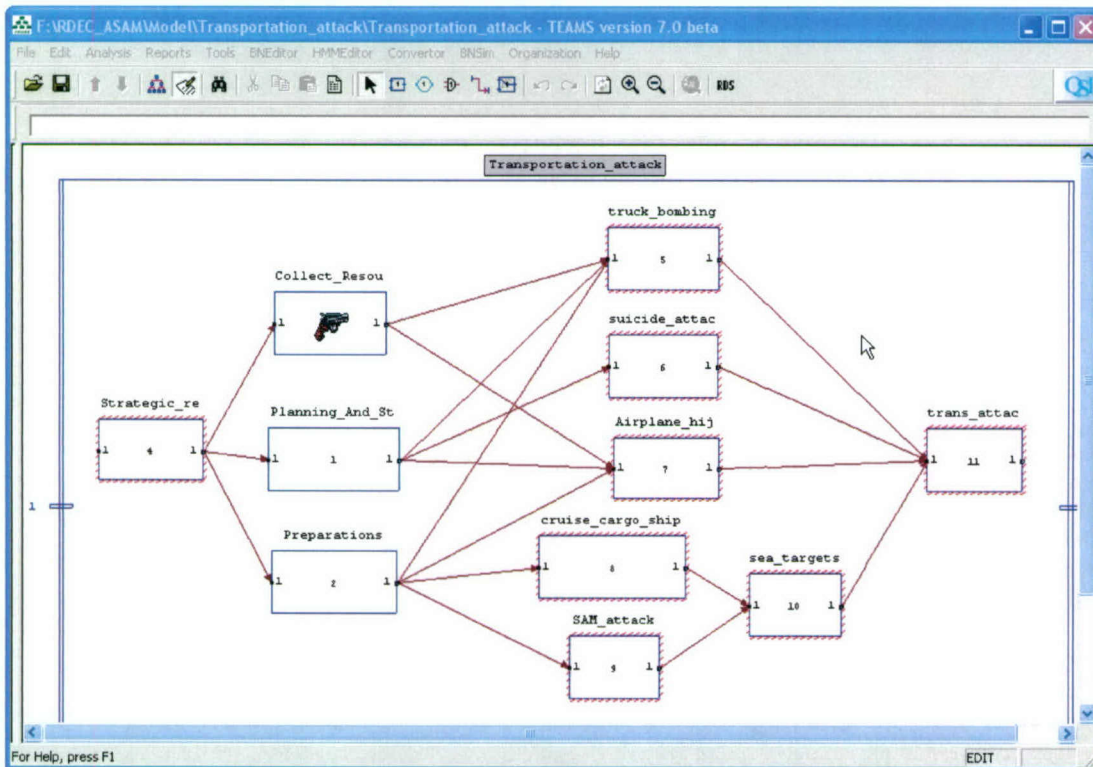 F:\RDEC_ASAM\Model\Transportation_attack\Transportation_attack - TEAMS version 7.0 beta
File Edit Analysis Reports Tools BNEditor HMMEditor Convertor BNSim Organization Help
RDS
QSI
Transportation_attack
truck_bombing
1 5 1
Collect_Resou
1 1
suicide_attac
1 6 1
Strategic_re
1 4 1
Planning_And_St
1 1 1
Airplane_hij
1 7 1
trans_attac
1 11 1
1
Preparations
1 2 1
cruise_cargo_ship
1 8 1
sea_targets
1 10 1
SAM_attack
1 9 1
For Help, press F1
EDIT